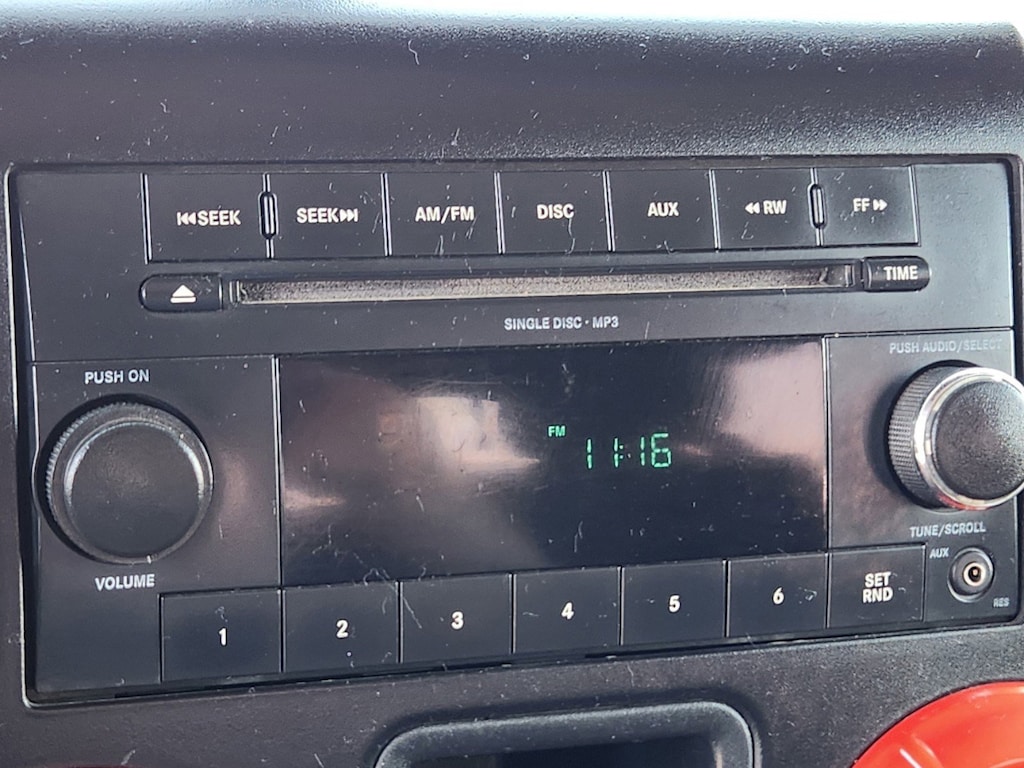 SEEK
SEEK
AM/FM
DISC
AUX
RW
FF
TIME
SINGLE DISC · MP3
PUSH ON
PUSH AUDIO/SELECT
FM
11:16
VOLUME
TUNE/SCROLL
AUX
1
2
3
4
5
6
SET
RND
RES